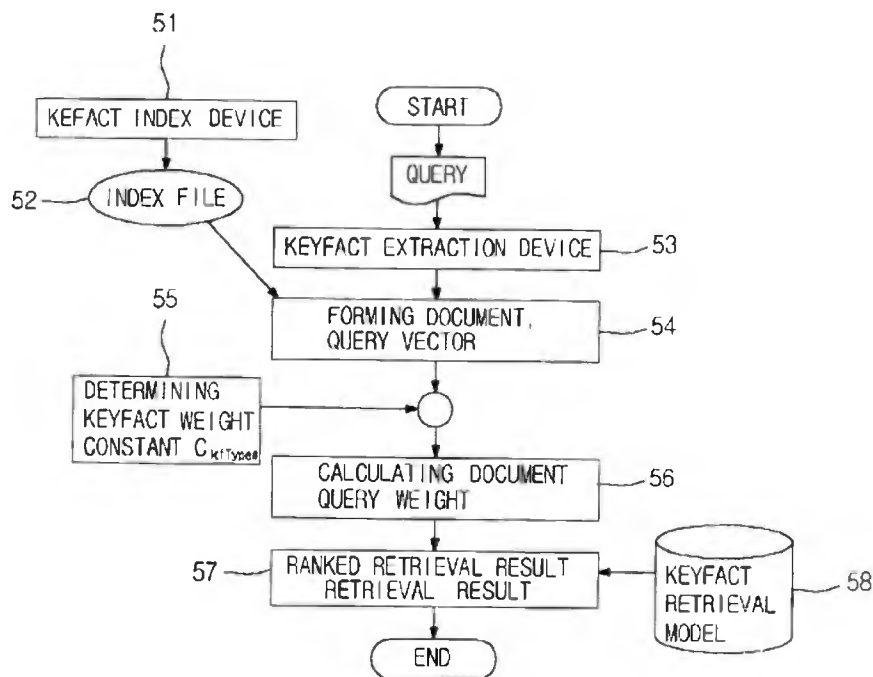 51
KEFACT INDEX DEVICE
START
52
INDEX FILE
QUERY
KEYFACT EXTRACTION DEVICE
53
55
FORMING DOCUMENT,
QUERY VECTOR
54
DETERMINING
KEYFACT WEIGHT
CONSTANT C kfType#
CALCULATING DOCUMENT
QUERY WEIGHT
56
57
RANKED RETRIEVAL RESULT
RETRIEVAL RESULT
KEYFACT
RETRIEVAL
MODEL
58
END